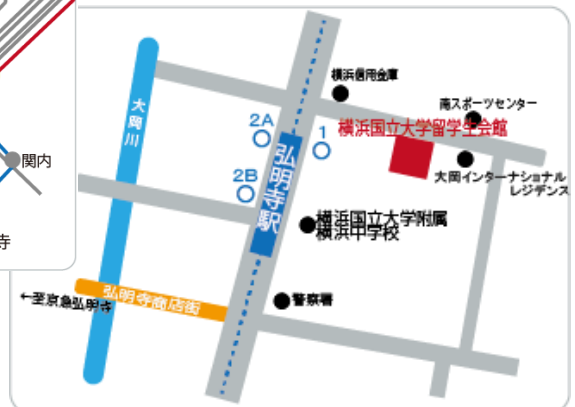 関内
寺
大岡川
横浜信用金庫
南スポーツセンター
2A
1
横浜国立大学留学生会館
大岡インターナショナル
レジデンス
弘明寺駅
2B
横浜国立大学附属
横浜中学校
弘明寺商店街
←至京急弘明寺
警察署